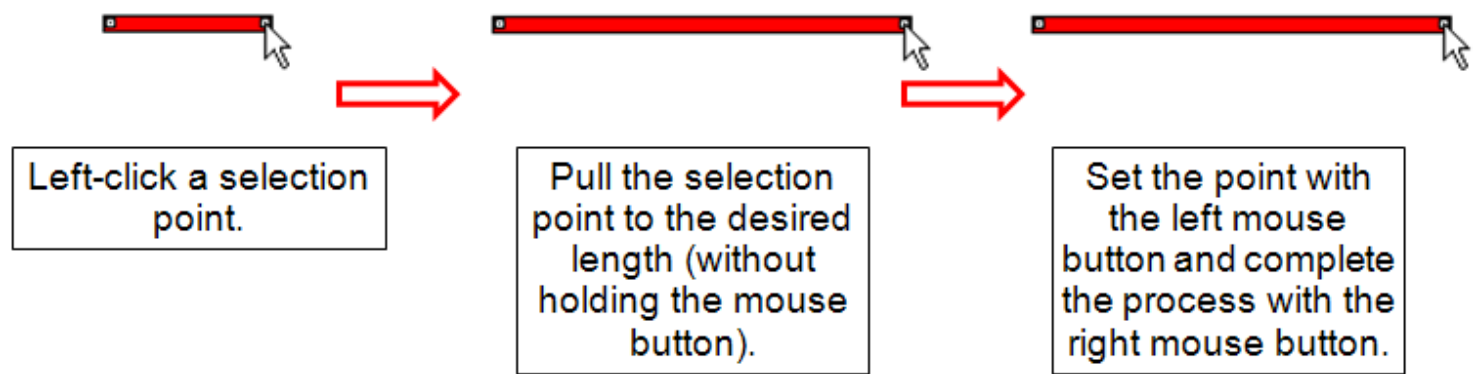 Left-click a selection
point.
Pull the selection
point to the desired
length (without
holding the mouse
button).
Set the point with
the left mouse
button and complete
the process with the
right mouse button.